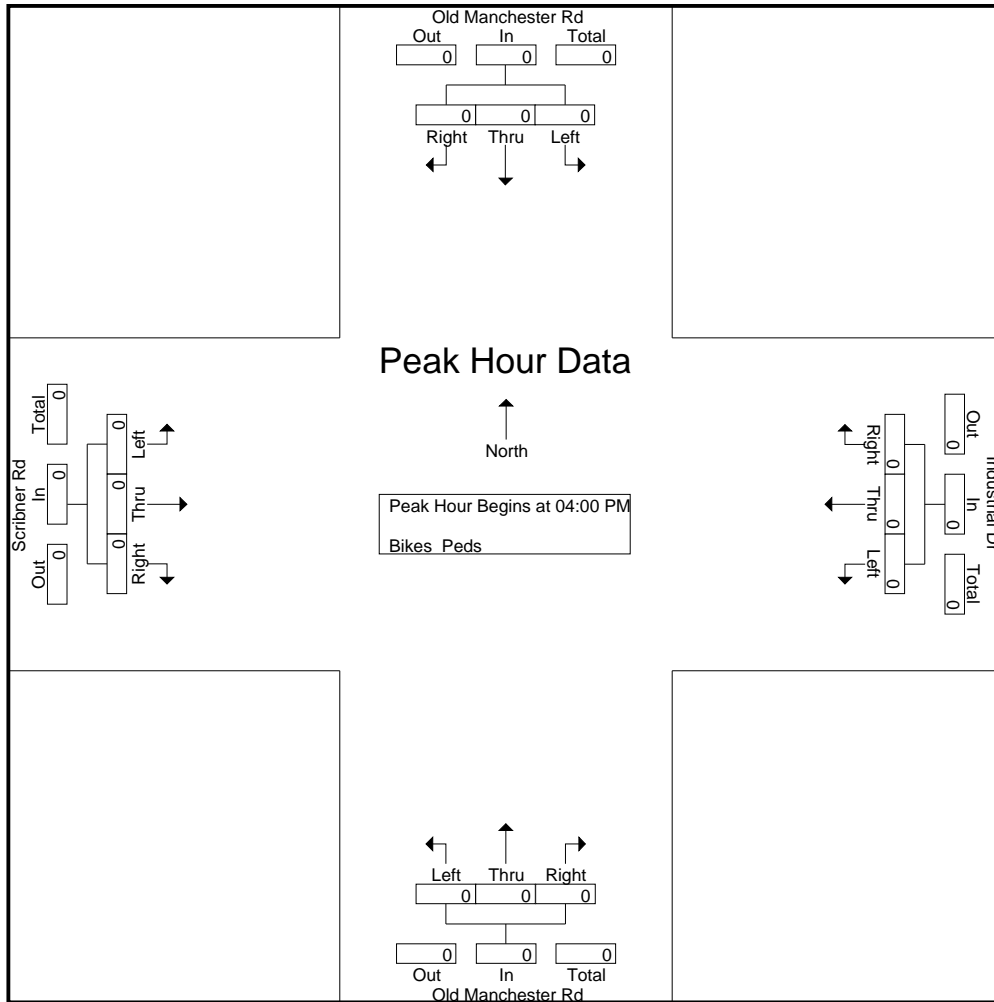 Old Manchester Rd
Out In Total
0 0 0
0 0 0
Right Thru Left
Peak Hour Data
North
Peak Hour Begins at 04:00 PM
Bikes Peds
Scribner Rd
Out In Total
0 0 0
0 0 0
Right Thru Left
Industrial Dr
Out In Total
0 0 0
0 0 0
Right Thru Left
Left Thru Right
0 0 0
0 0 0
Out In Total
Old Manchester Rd